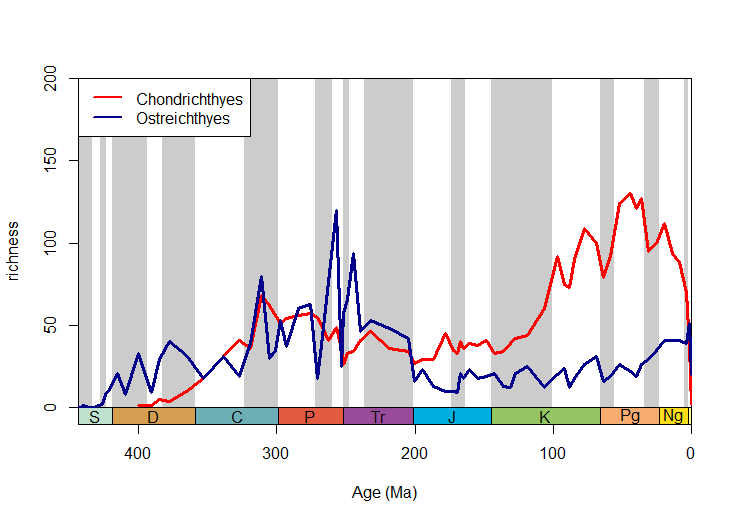 Chondrichthyes
Ostreichthyes
richness
200
150
100
50
0
S D C P Tr J K Pg Ng
400 300 200 100 0
Age (Ma)